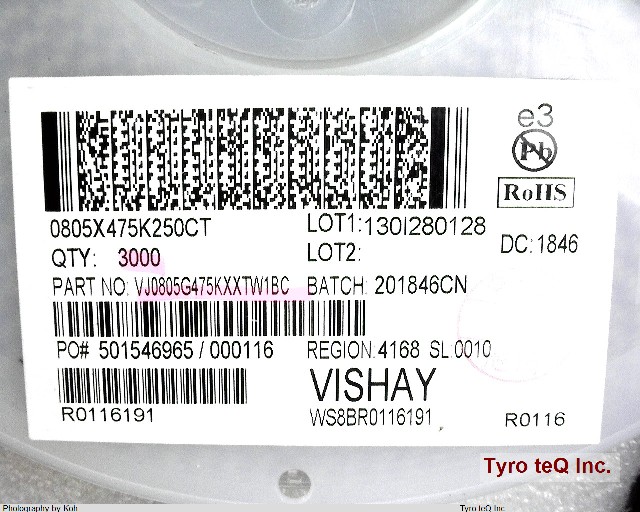 e3
Pb
RoHS
0805X475K250CT
LOT1:130I280128
QTY: 3000
LOT2:
DC:1846
PART NO: VJ0805G475KXXTW1BC
BATCH: 201846CN
PO# 501546965 / 000116
REGION:4168 SL:0010
VISHAY
R0116191
WS8BR0116191
R0116
Tyro teQ Inc.
Photography by Koh
Tyro teQ Inc